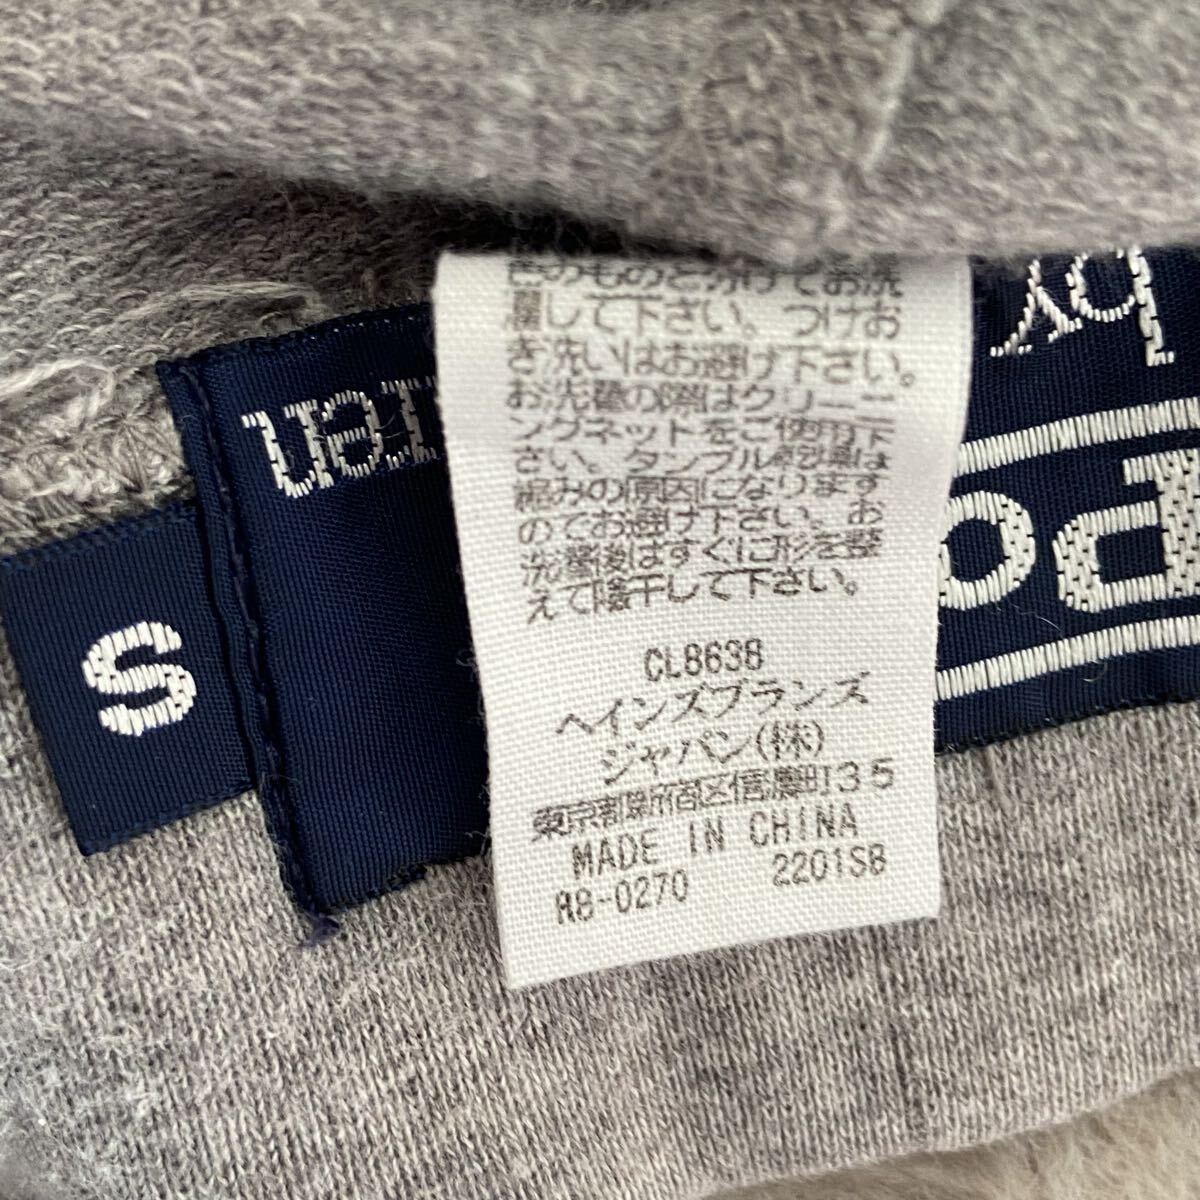 色のものと分けてお洗
濯して下さい。つけお
き洗いはお避け下さい。
お洗濯の際はクリーニ
ングネットをご使用下
さい。タンブル乾燥は
縮みの原因になります
のでお避け下さい。お
洗濯後はすぐに形を整
えて陰干して下さい。
CL8638
ヘインズブランズ
ジャパン(株)
東京都新宿区信濃町35
MADE IN CHINA
R8-0270 2201SB
S
by
Po
ren